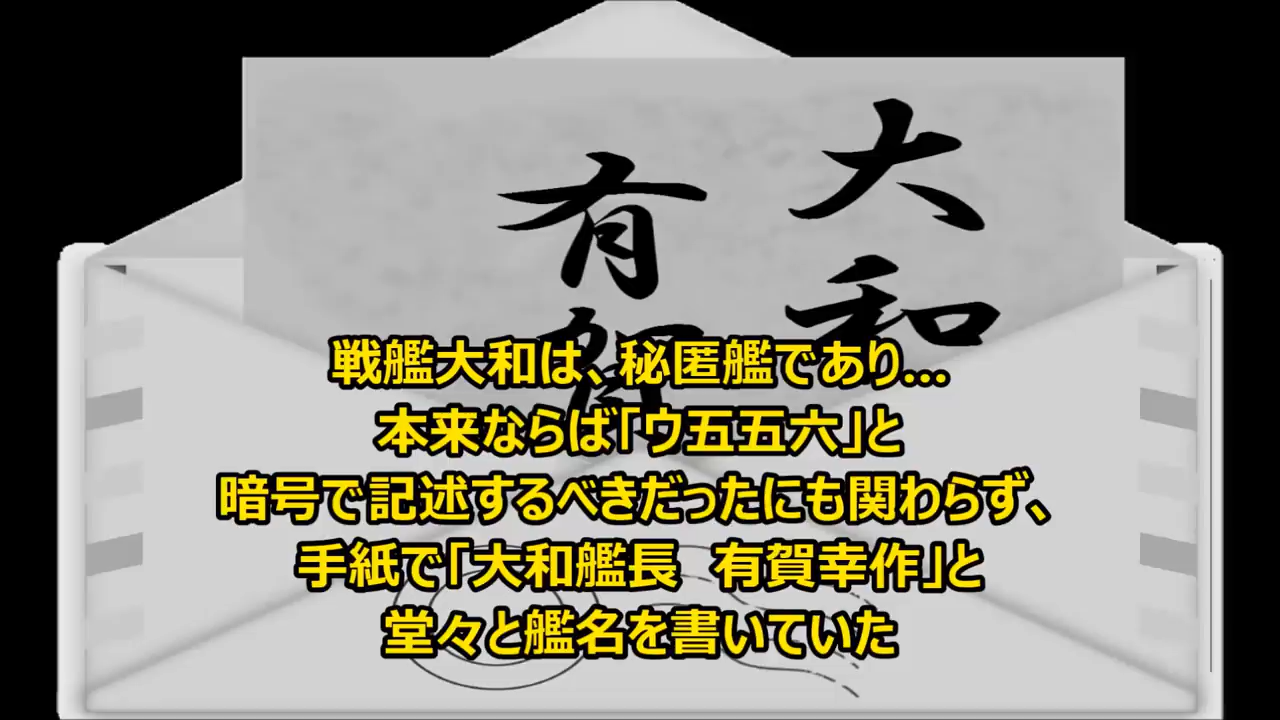 大和
有賀
戦艦大和は、秘匿艦であり…
本来ならば「ウ五五六」と
暗号で記述するべきだったにも関わらず、
手紙で「大和艦長　有賀幸作」と
堂々と艦名を書いていた